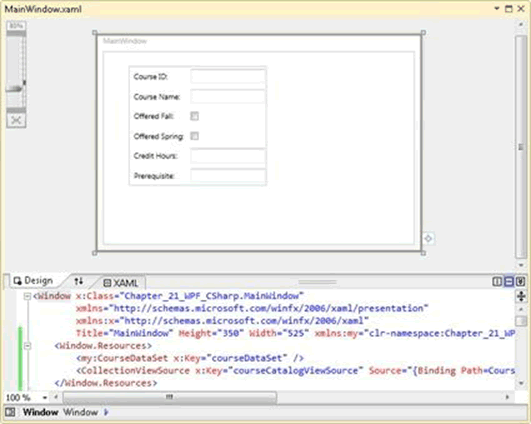 MainWindow.xaml
80%
MainWindow
Course ID:
Course Name:
Offered Fall:
Offered Spring:
Credit Hours:
Prerequisite:
Design XAML
<Window x:Class="Chapter_21_WPF_CSharp.MainWindow"
xmlns="http://schemas.microsoft.com/winfx/2006/xaml/presentation"
xmlns:x="http://schemas.microsoft.com/winfx/2006/xaml"
Title="MainWindow" Height="350" Width="525" xmlns:my="clr-namespace:Chapter_21_WP
<Window.Resources>
<my:CourseDataSet x:Key="courseDataSet" />
<CollectionViewSource x:Key="courseCatalogViewSource" Source="{Binding Path=Cours
</Window.Resources>
100 %
Window Window